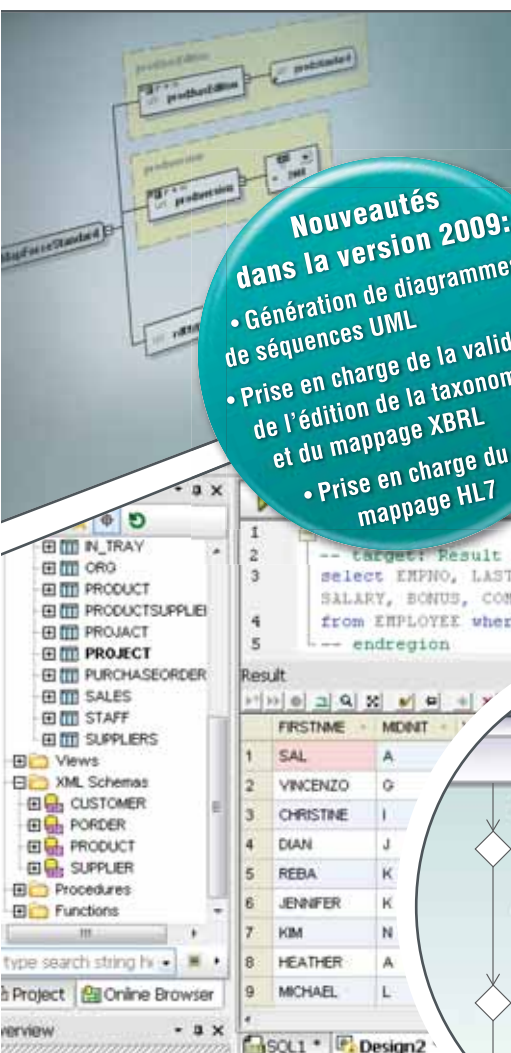 MapForceStandard
Nouveautés
dans la version 2009:
• Génération de diagramme
de séquences UML
• Prise en charge de la valid
de l'édition de la taxonom
et du mappage XBRL
• Prise en charge du
mappage HL7
IN_TRAY
ORG
PRODUCT
PRODUCTSUPPLIE
PROJACT
PROJECT
PURCHASEORDER
SALES
STAFF
SUPPLIERS
Views
XML Schemas
CUSTOMER
PORDER
PRODUCT
SUPPLIER
Procedures
Functions
type search string h
Project Online Browser
erview
1
2 -- target: Result
3 select EMPNO, LAST
SALARY, BONUS, COM
4 from EMPLOYEE wher
5 -- endregion
Result
FIRSTNME MIDINIT
1 SAL A
2 VINCENZO G
3 CHRISTINE I
4 DIAN J
5 REBA K
6 JENNIFER K
7 KIM N
8 HEATHER A
9 MICHAEL L
SQL1 * Design2